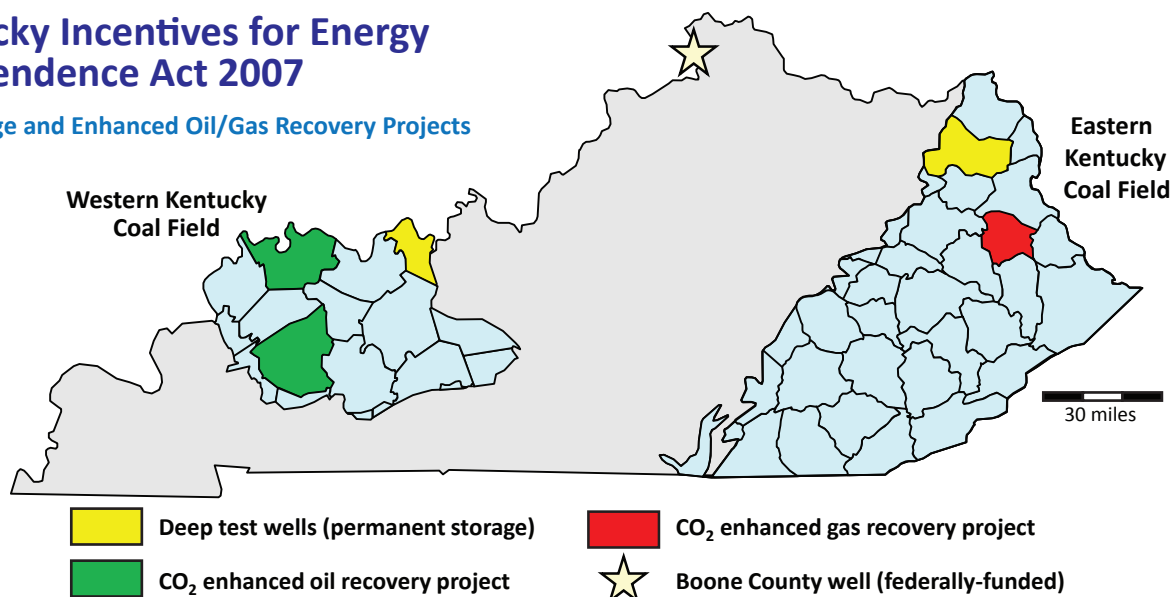 cky Incentives for Energy
endence Act 2007
ge and Enhanced Oil/Gas Recovery Projects
Western Kentucky
Coal Field
Eastern
Kentucky
Coal Field
30 miles
Deep test wells (permanent storage)
CO₂ enhanced gas recovery project
CO₂ enhanced oil recovery project
Boone County well (federally-funded)